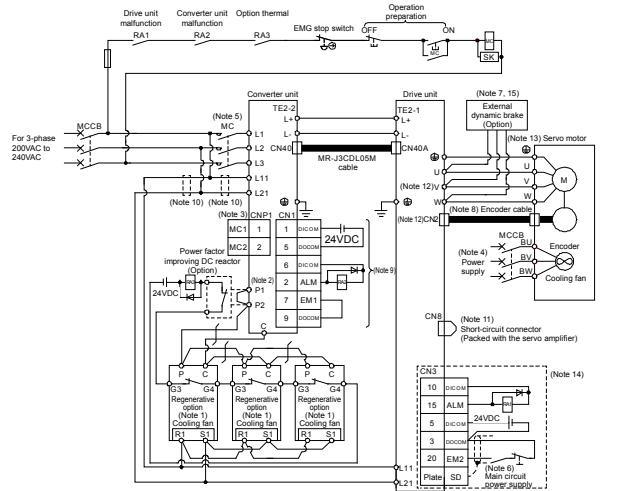 Drive unit
malfunction
Converter unit
malfunction
Option thermal
Operation
preparation
EMG stop switch
OFF
ON
RA1
RA2
RA3
MC
MC
SK
Converter unit
Drive unit
TE2-2
TE2-1
L+
L+
L-
L-
CN40
CN40A
MR-J3CDL05M
cable
(Note 5)
MCCB
MC
For 3-phase
200VAC to
240VAC
L1
L2
L3
L11
L21
(Note 10)
(Note 10)
(Note 7, 15)
External
dynamic brake
(Option)
(Note 13)
Servo motor
U
U
V
V
W
W
M
(Note 12)
(Note 8) Encoder cable
(Note 12)
CN2
MCCB
(Note 4)
Power
supply
BU
BV
BW
Encoder
Cooling fan
(Note 3)
CNP1
MC1 1
MC2 2
CN1
1 DICOM
5 DOCOM
6 DICOM
2 ALM
7 EM1
9 DOCOM
24VDC
(Note 9)
Power factor
improving DC reactor
(Option)
24VDC
(Note 2)
P1
P2
C
CN8
(Note 11)
Short-circuit connector
(Packed with the servo amplifier)
P C
P C
P C
G3 G4
G3 G4
G3 G4
Regenerative
option
(Note 1)
Cooling fan
Regenerative
option
(Note 1)
Cooling fan
Regenerative
option
(Note 1)
Cooling fan
R1 S1
R1 S1
R1 S1
CN3
(Note 14)
10 DICOM
15 ALM
5 DICOM
3 DOCOM
20 EM2
Plate SD
24VDC
(Note 6)
Main circuit
power supply
L11
L21